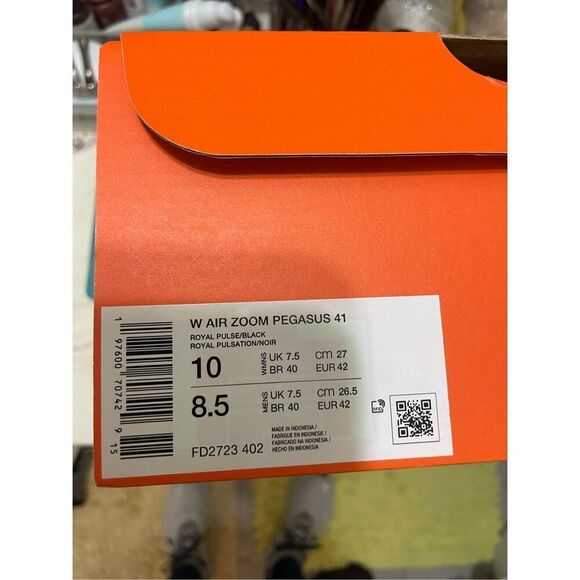 W AIR ZOOM PEGASUS 41
ROYAL PULSE/BLACK
ROYAL PULSATION/NOIR
10 WMNS UK 7.5 CM 27
BR 40 EUR 42
8.5 MENS UK 7.5 CM 26.5
BR 40 EUR 42
MADE IN INDONESIA /
FABRIQUE EN INDONÉSIE /
FABRICADO NA INDONÉSIA /
HECHO EN INDONESIA
FD2723 402
1 97600 70742 9 15